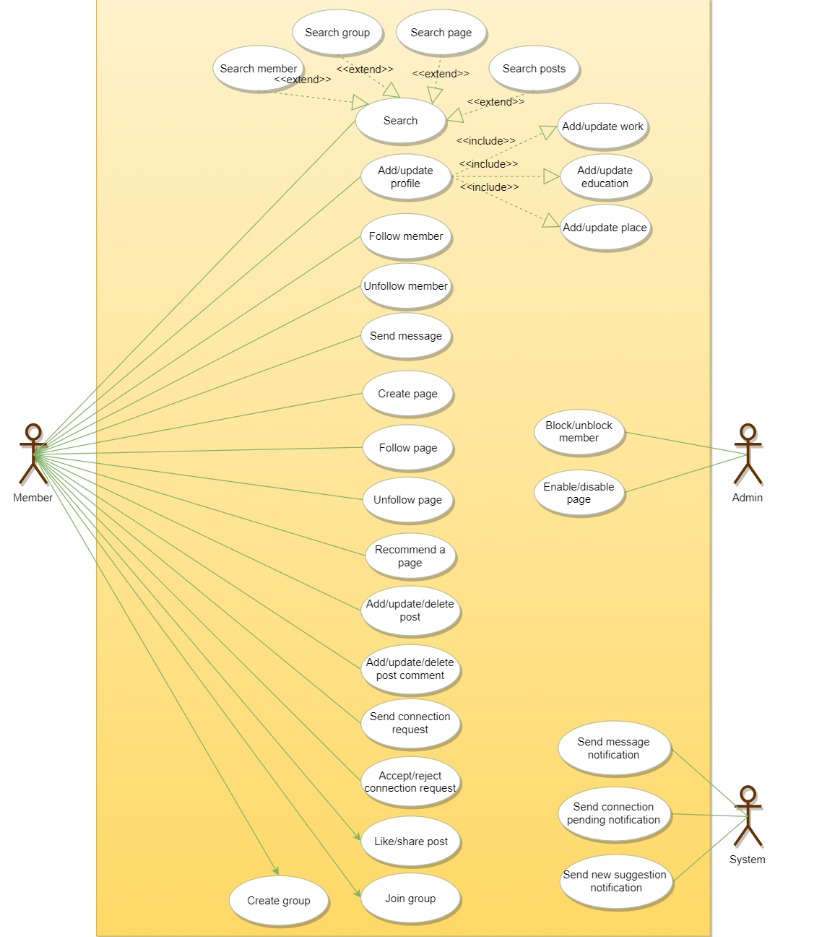 Search group
Search page
Search member
Search posts
<<extend>>
<<extend>>
<<extend>>
<<extend>>
Search
Add/update work
<<include>>
<<include>>
<<include>>
Add/update
profile
Add/update
education
Add/update place
Follow member
Unfollow member
Send message
Create page
Follow page
Unfollow page
Recommend a
page
Add/update/delete
post
Add/update/delete
post comment
Send connection
request
Accept/reject
connection request
Like/share post
Create group
Join group
Member
Block/unblock
member
Enable/disable
page
Admin
Send message
notification
Send connection
pending notification
Send new suggestion
notification
System